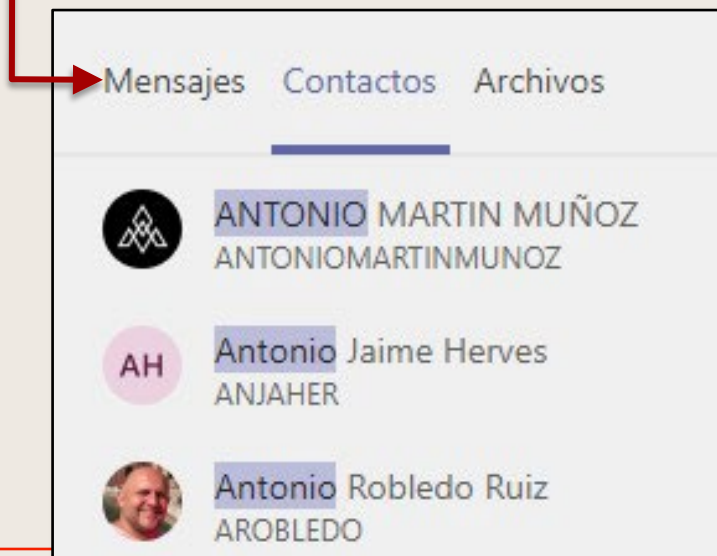 Mensajes Contactos Archivos
ANTONIO MARTIN MUÑOZ
ANTONIOMARTINMUNOZ
AH
Antonio Jaime Herves
ANJAHER
Antonio Robledo Ruiz
AROBLEDO